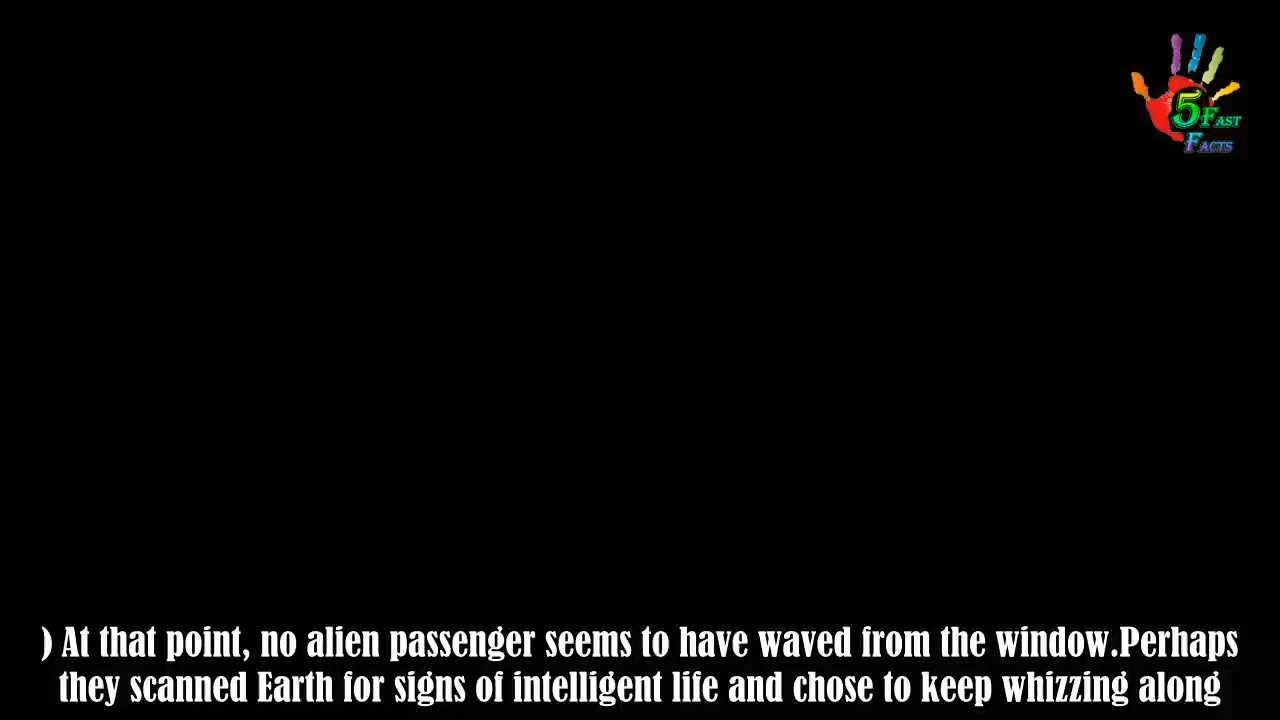 5 Fast
Facts
) At that point, no alien passenger seems to have waved from the window.Perhaps
they scanned Earth for signs of intelligent life and chose to keep whizzing along